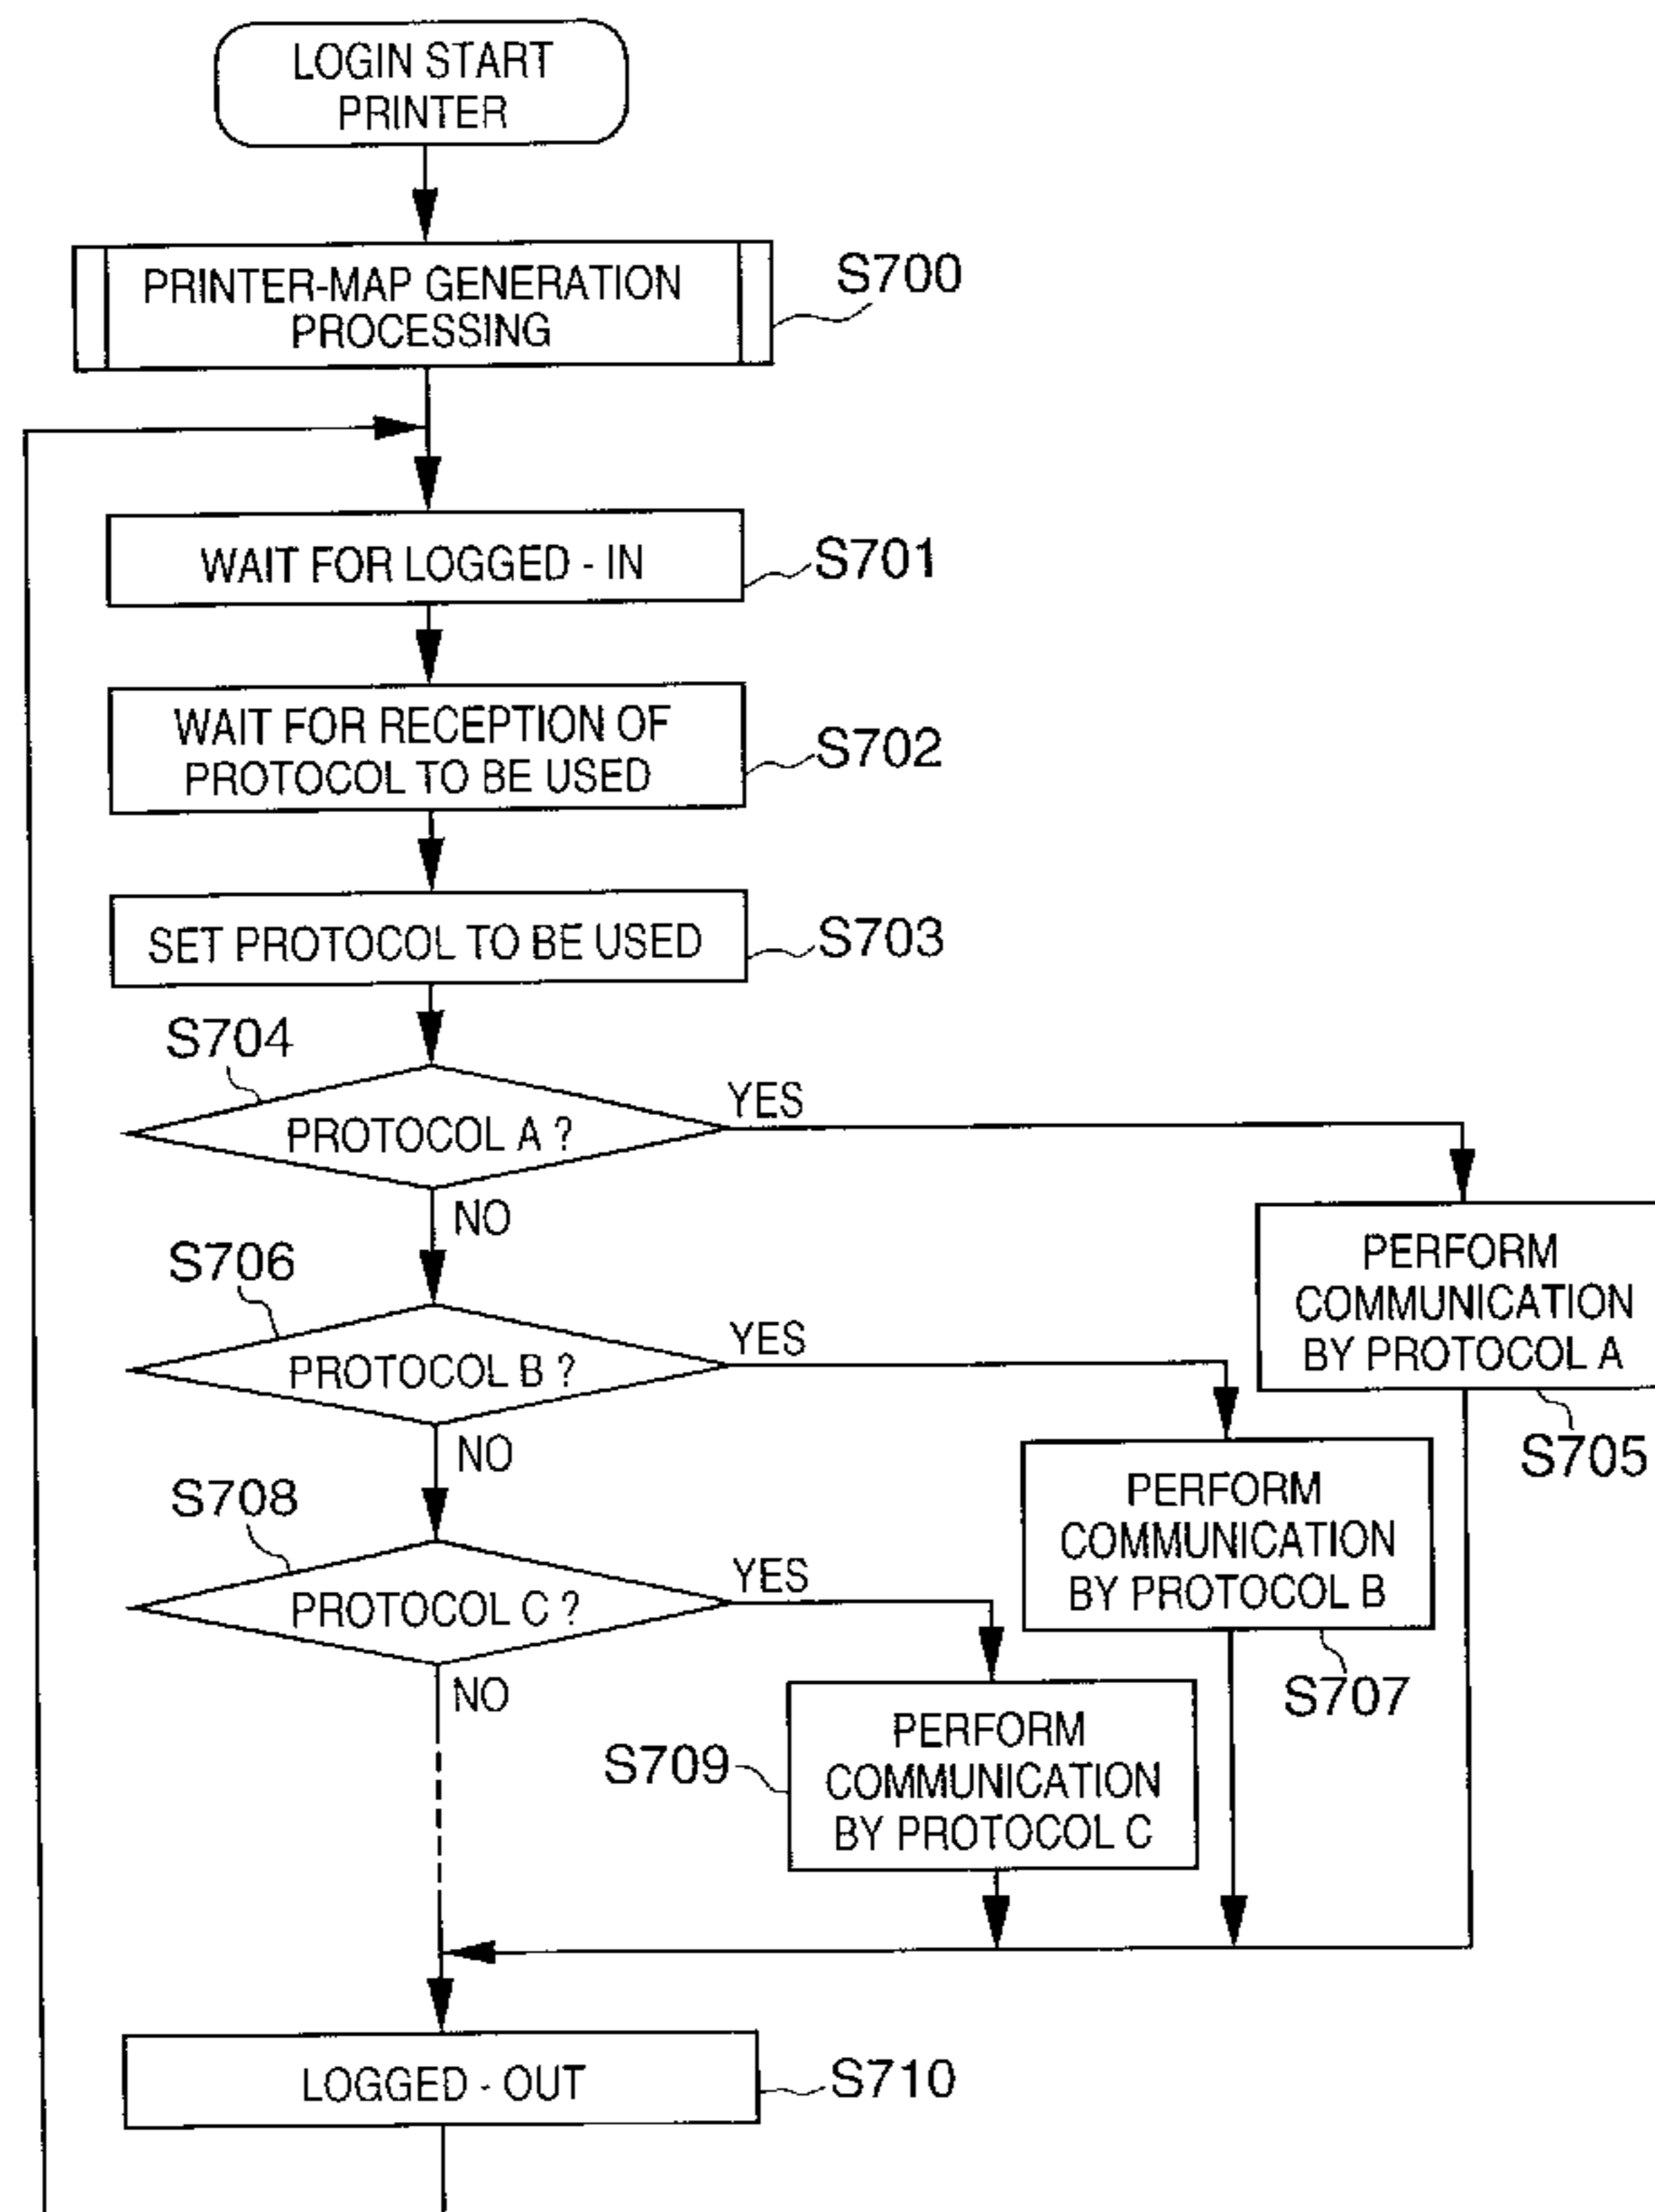 LOGIN START
PRINTER
PRINTER-MAP GENERATION
PROCESSING
S700
WAIT FOR LOGGED - IN
S701
WAIT FOR RECEPTION OF
PROTOCOL TO BE USED
S702
SET PROTOCOL TO BE USED
S703
S704
PROTOCOL A ?
YES
NO
PERFORM
COMMUNICATION
BY PROTOCOL A
S705
S706
PROTOCOL B ?
YES
NO
PERFORM
COMMUNICATION
BY PROTOCOL B
S707
S708
PROTOCOL C ?
YES
NO
PERFORM
COMMUNICATION
BY PROTOCOL C
S709
LOGGED - OUT
S710